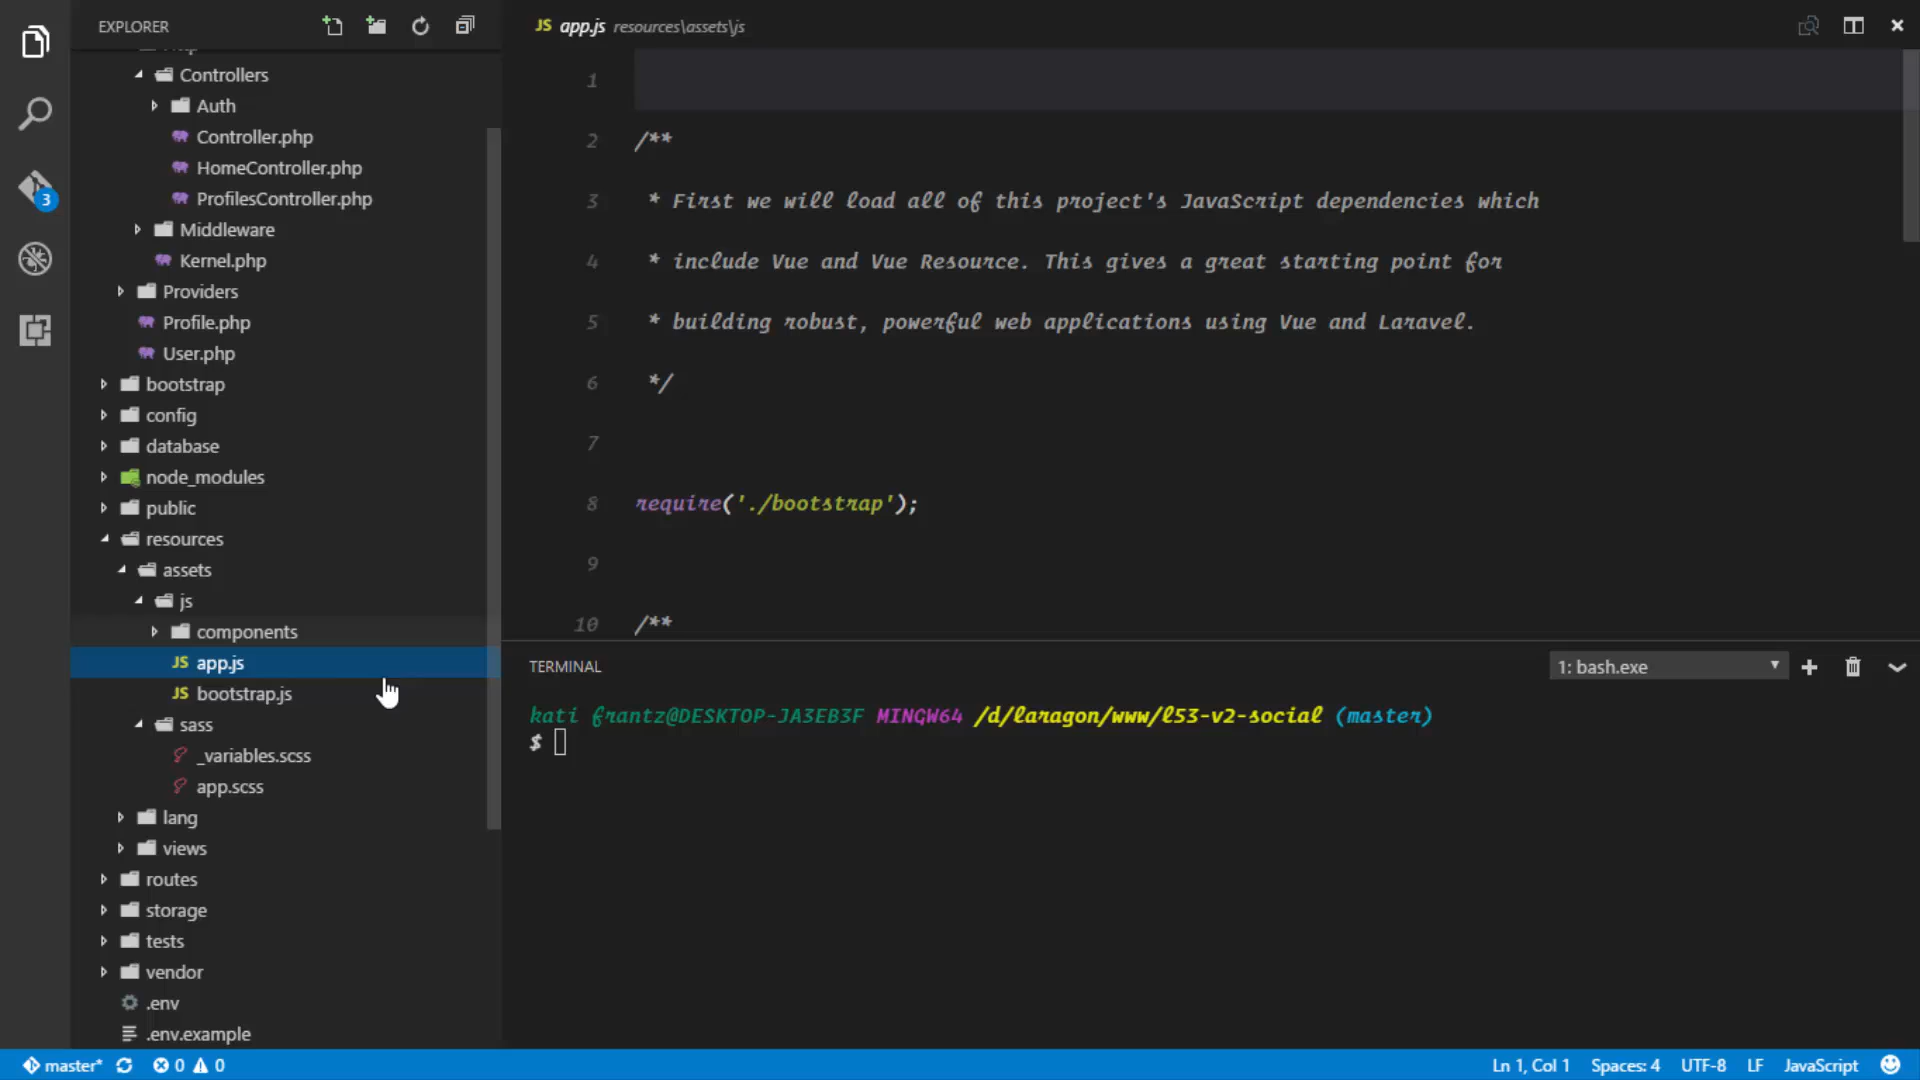 EXPLORER
Controllers
Auth
Controller.php
HomeController.php
ProfilesController.php
Middleware
Kernel.php
Providers
Profile.php
User.php
bootstrap
config
database
node_modules
public
resources
assets
js
components
JS app.js
JS bootstrap.js
sass
_variables.scss
app.scss
lang
views
routes
storage
tests
vendor
.env
.env.example
3
JS app.js resources\assets\js
1
2 /**
3 * First we will load all of this project's JavaScript dependencies which
4 * include Vue and Vue Resource. This gives a great starting point for
5 * building robust, powerful web applications using Vue and Laravel.
6 */
7
8 require('./bootstrap');
9
10 /**
TERMINAL 1: bash.exe
kati frantz@DESKTOP-JA3EB3F MINGW64 /d/laragon/www/l53-v2-social (master)
$
master* 0 0 Ln 1, Col 1 Spaces: 4 UTF-8 LF JavaScript